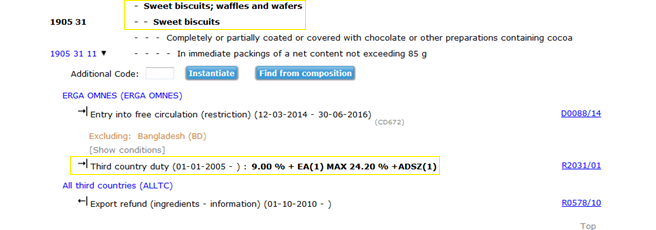 - Sweet biscuits; waffles and wafers
1905 31 - - Sweet biscuits
- - - Completely or partially coated or covered with chocolate or other preparations containing cocoa
1905 31 11 ▼ - - - - In immediate packings of a net content not exceeding 85 g
Additional Code: Instantiate Find from composition
ERGA OMNES (ERGA OMNES)
Entry into free circulation (restriction) (12-03-2014 - 30-06-2016) (CD672) D0088/14
Excluding: Bangladesh (BD)
[Show conditions]
Third country duty (01-01-2005 - ) : 9.00 % + EA(1) MAX 24.20 % +ADSZ(1) R2031/01
All third countries (ALLTC)
Export refund (ingredients - information) (01-10-2010 - ) R0578/10
Top